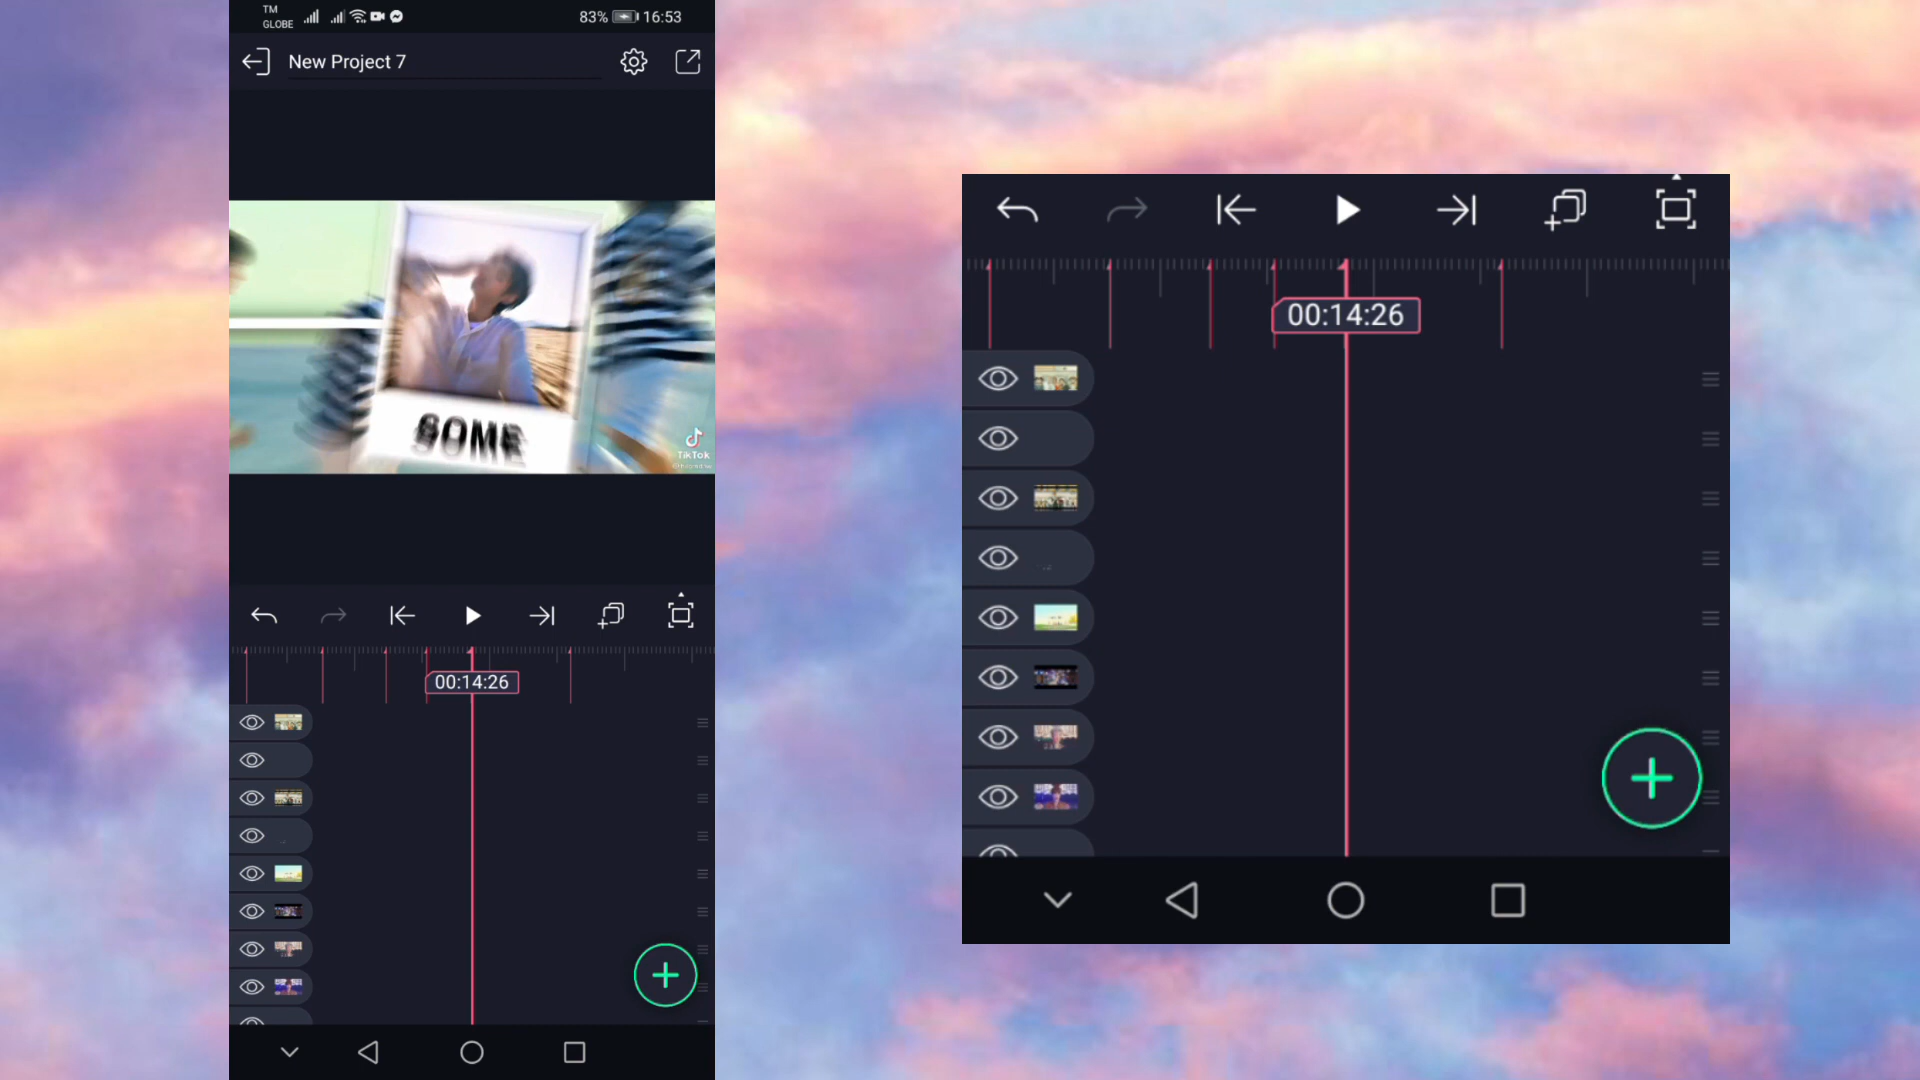 TM
GLOBE
83%
16:53
New Project 7
SOME
TikTok
00:14:26
00:14:26